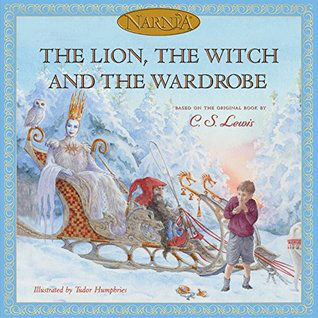 NARNIA
THE LION, THE WITCH
AND THE WARDROBE
BASED ON THE ORIGINAL BOOK BY
C. S. Lewis
Illustrated by Tudor Humphries